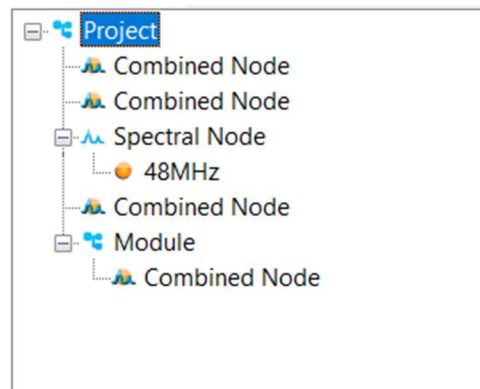 Project
Combined Node
Combined Node
Spectral Node
48MHz
Combined Node
Module
Combined Node